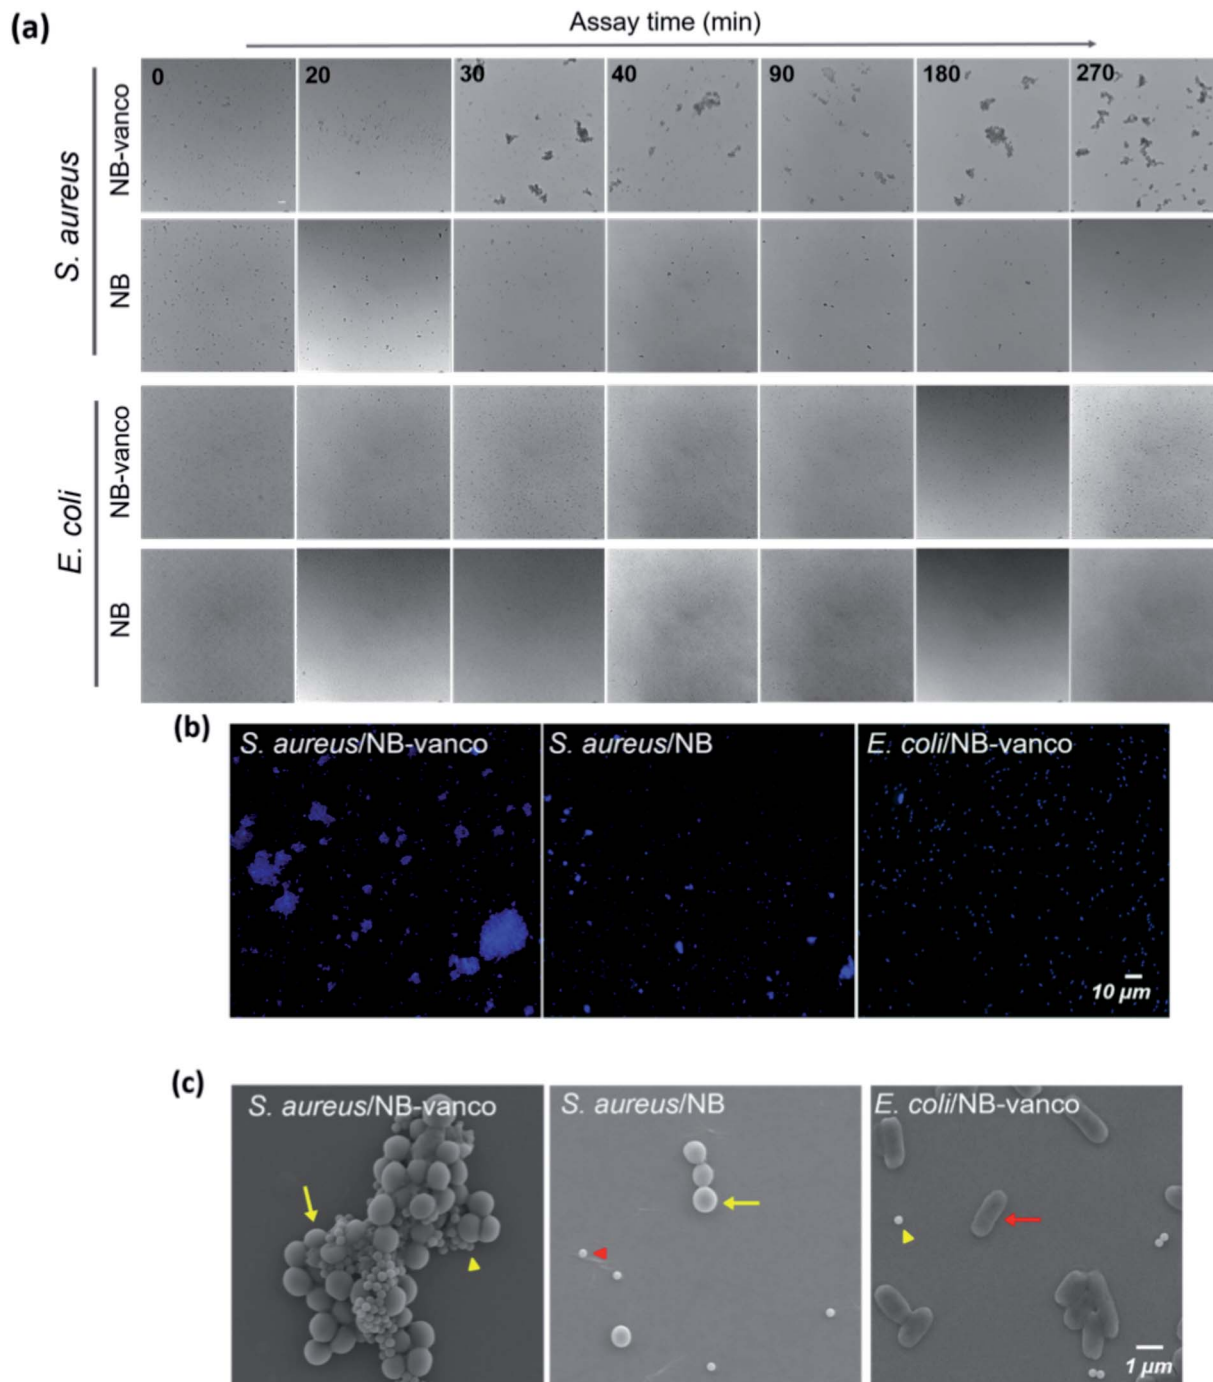 (a)
Assay time (min)
0 20 30 40 90 180 270
S. aureus
NB-vanco
NB
E. coli
NB-vanco
NB
(b)
S. aureus/NB-vanco S. aureus/NB E. coli/NB-vanco
10 µm
(c)
S. aureus/NB-vanco S. aureus/NB E. coli/NB-vanco
1 µm